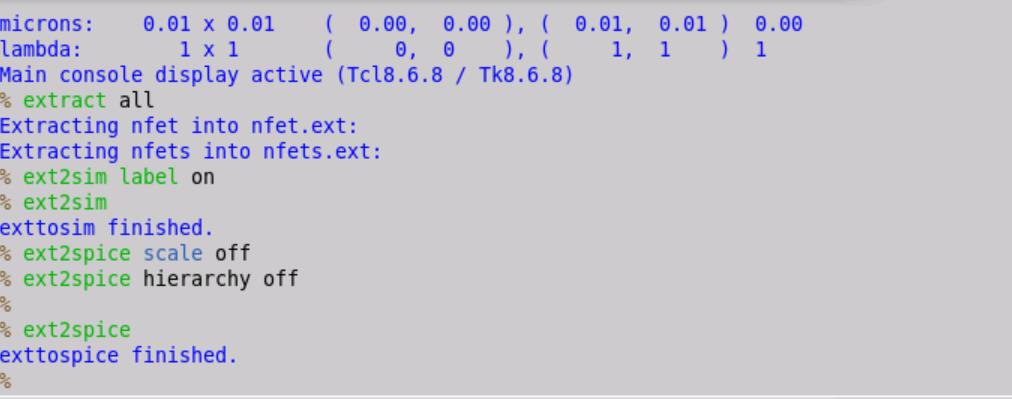 microns: 0.01 x 0.01 ( 0.00, 0.00 ), ( 0.01, 0.01 ) 0.00
lambda: 1 x 1 ( 0, 0 ), ( 1, 1 ) 1
Main console display active (Tcl8.6.8 / Tk8.6.8)
% extract all
Extracting nfet into nfet.ext:
Extracting nfets into nfets.ext:
% ext2sim label on
% ext2sim
exttosim finished.
% ext2spice scale off
% ext2spice hierarchy off
%
% ext2spice
exttospice finished.
%